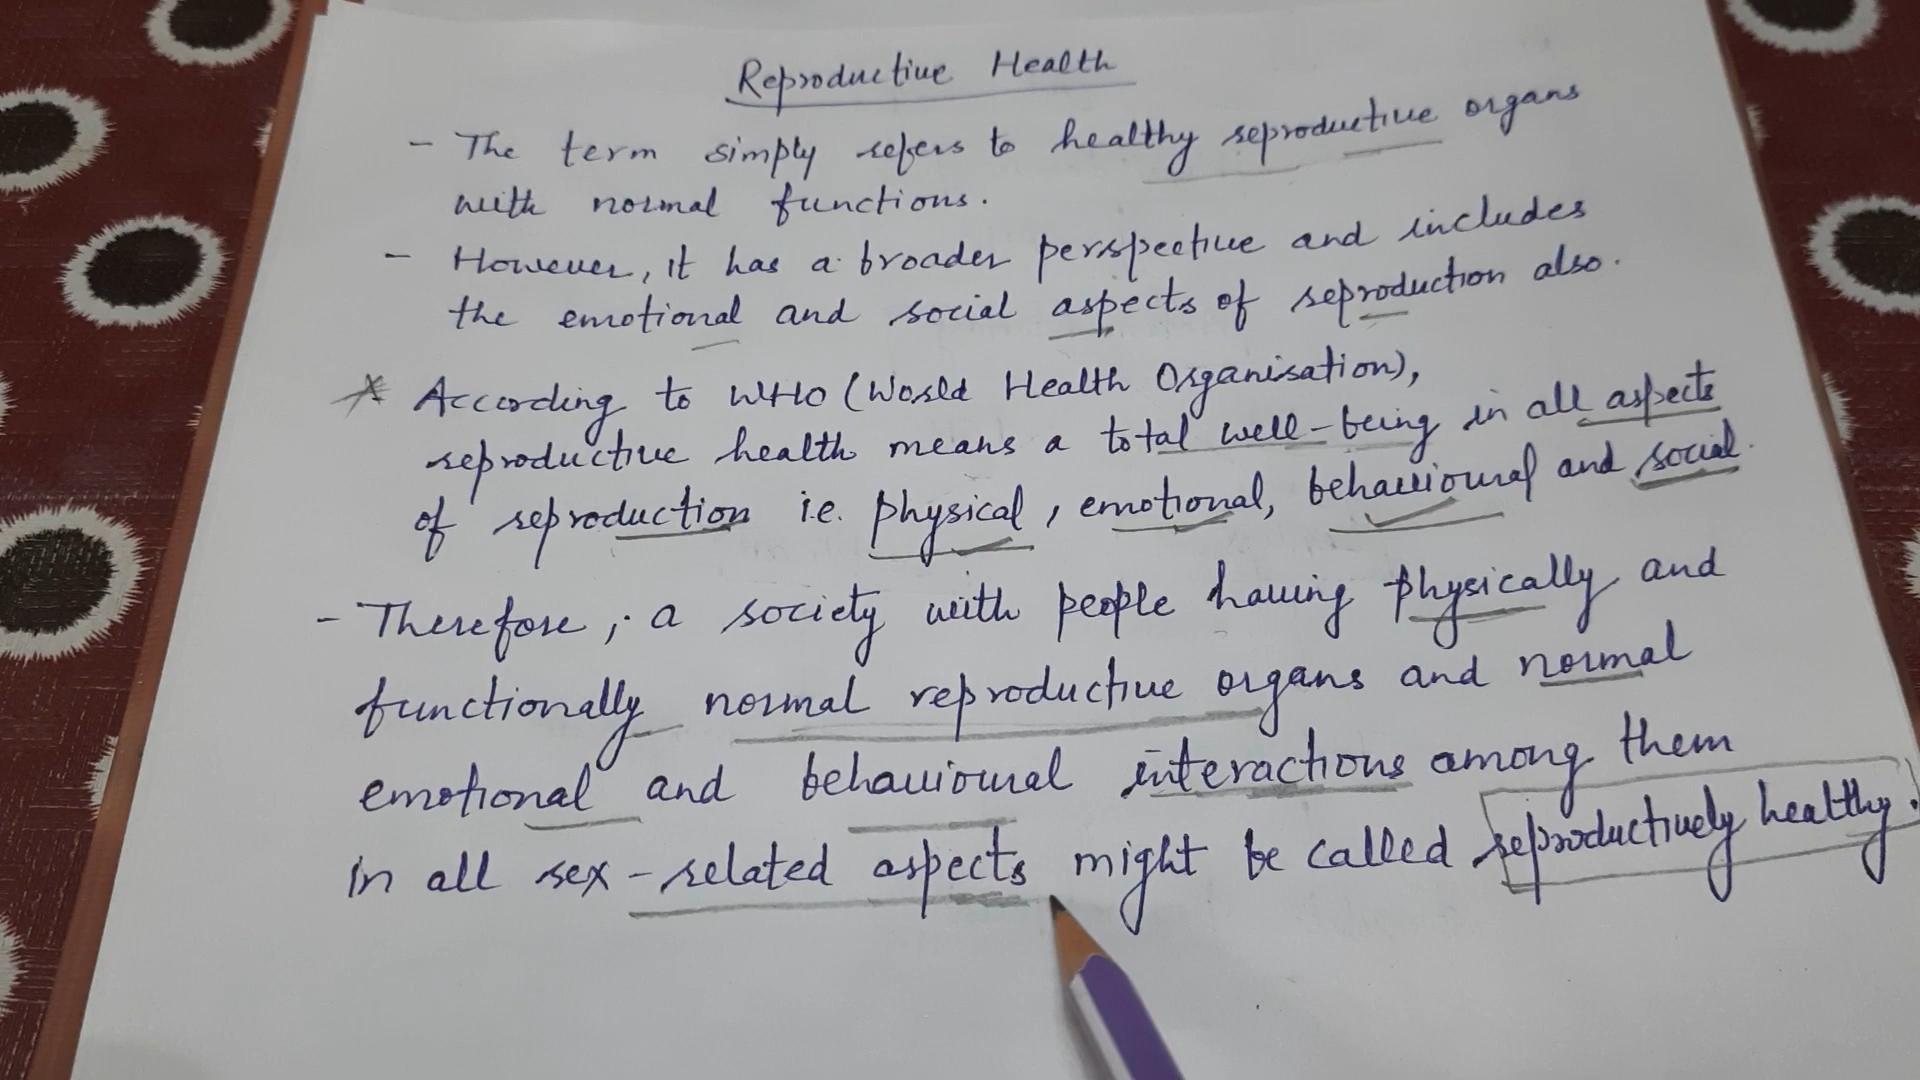 Reproductive Health
- The term simply refers to healthy reproductive organs
with normal functions.
- However, it has a broader perspective and includes
the emotional and social aspects of reproduction also.
* According to WHO (World Health Organisation),
reproductive health means a total well-being in all aspects
of reproduction i.e. physical, emotional, behavioural and social.
- Therefore, a society with people having physically and
functionally normal reproductive organs and normal
emotional and behavioural interactions among them
in all sex-related aspects might be called reproductively healthy.